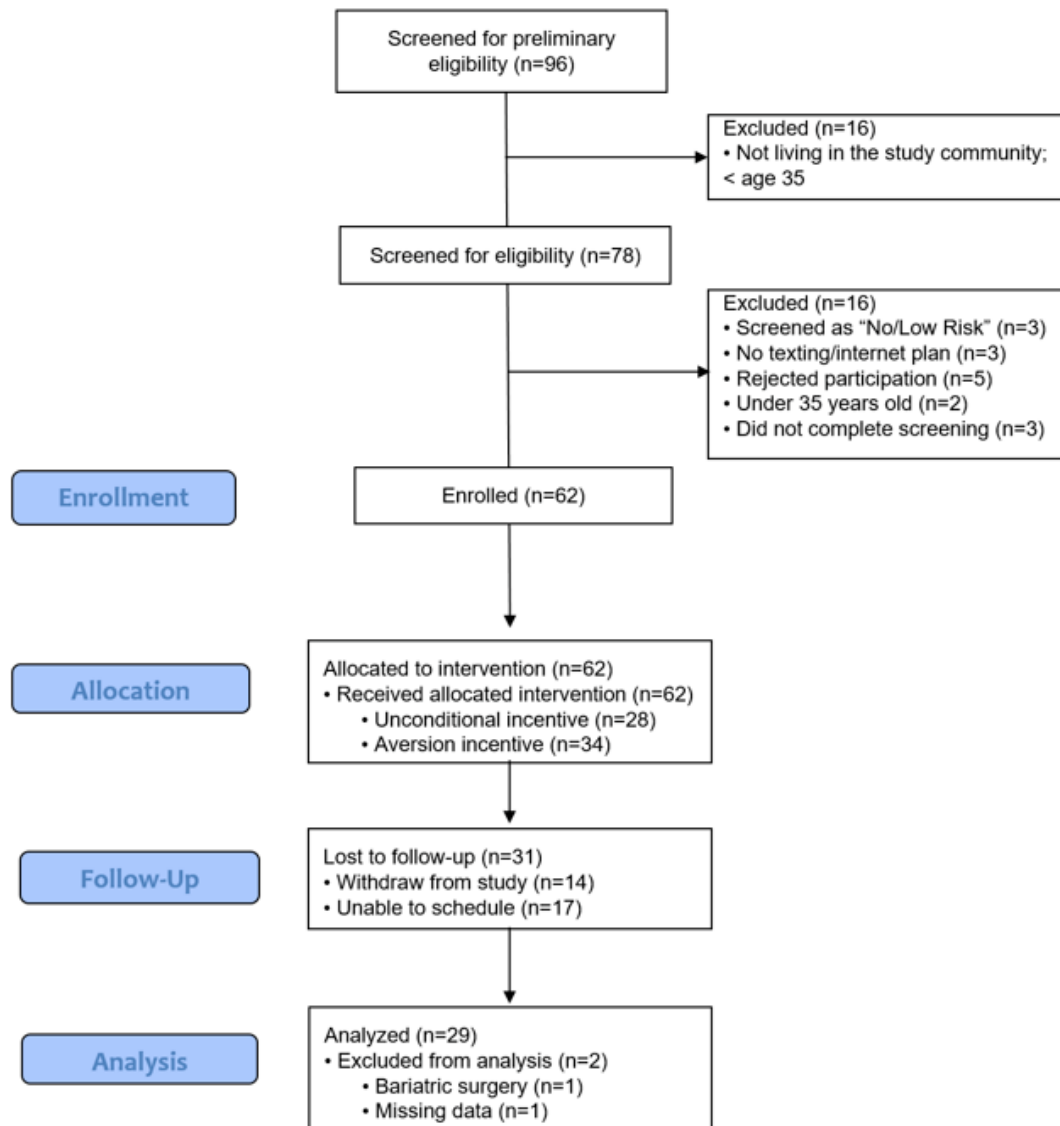 Screened for preliminary
eligibility (n=96)
Excluded (n=16)
• Not living in the study community;
< age 35
Screened for eligibility (n=78)
Excluded (n=16)
• Screened as “No/Low Risk” (n=3)
• No texting/internet plan (n=3)
• Rejected participation (n=5)
• Under 35 years old (n=2)
• Did not complete screening (n=3)
Enrollment
Enrolled (n=62)
Allocation
Allocated to intervention (n=62)
• Received allocated intervention (n=62)
• Unconditional incentive (n=28)
• Aversion incentive (n=34)
Follow-Up
Lost to follow-up (n=31)
• Withdraw from study (n=14)
• Unable to schedule (n=17)
Analysis
Analyzed (n=29)
• Excluded from analysis (n=2)
• Bariatric surgery (n=1)
• Missing data (n=1)